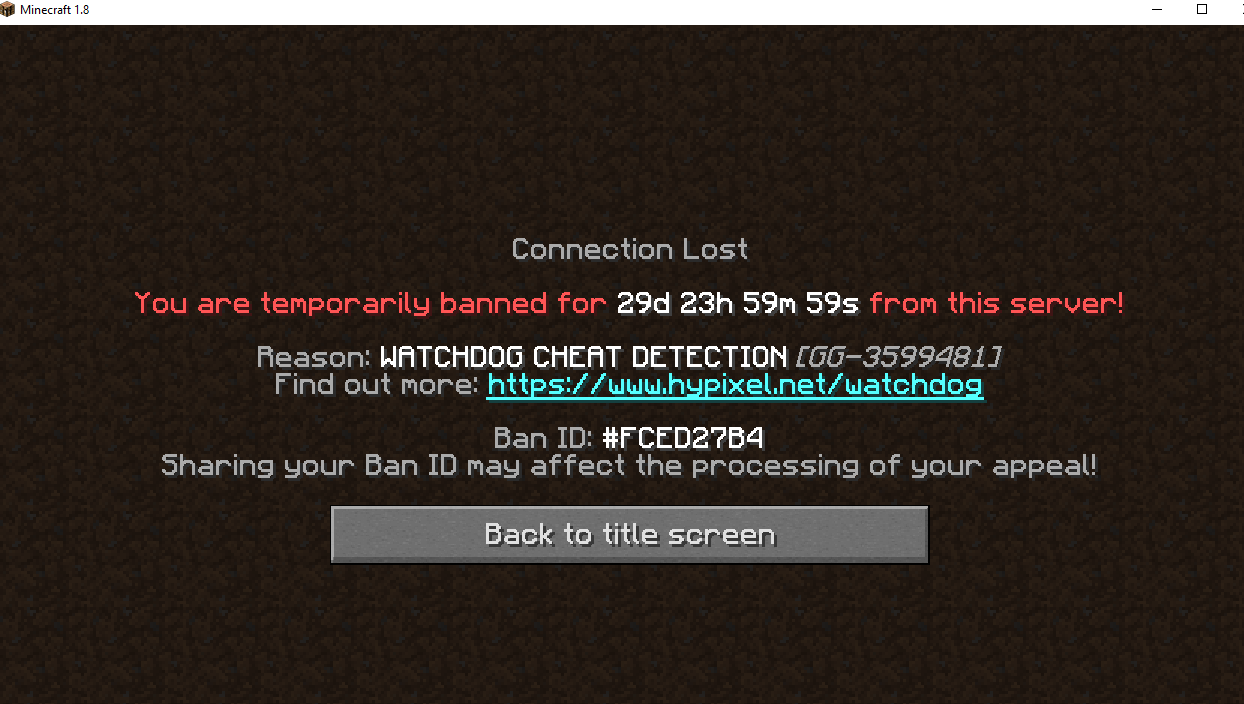 Minecraft 1.8
Connection Lost
You are temporarily banned for 29d 23h 59m 59s from this server!
Reason: WATCHDOG CHEAT DETECTION [GG-3599481]
Find out more: https://www.hypixel.net/watchdog
Ban ID: #FCED27B4
Sharing your Ban ID may affect the processing of your appeal!
Back to title screen